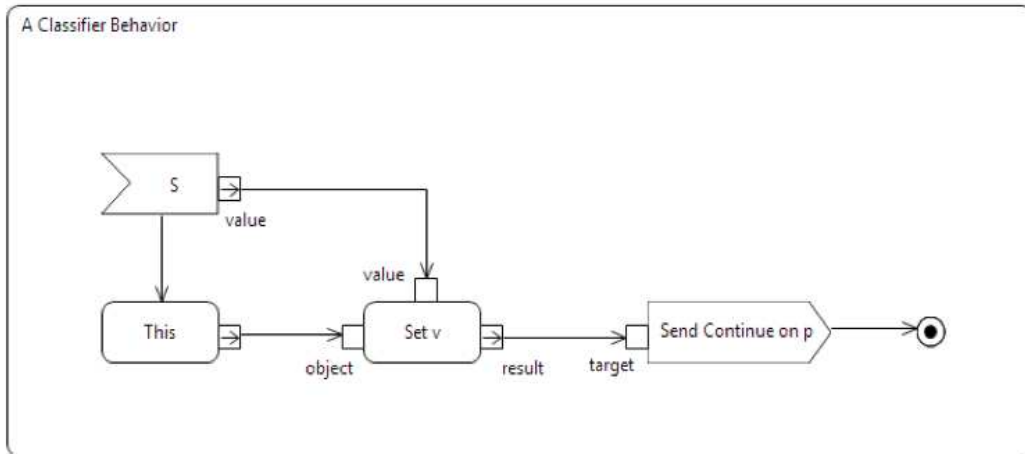 A Classifier Behavior
S
value
value
This
object
Set v
result
target
Send Continue on p